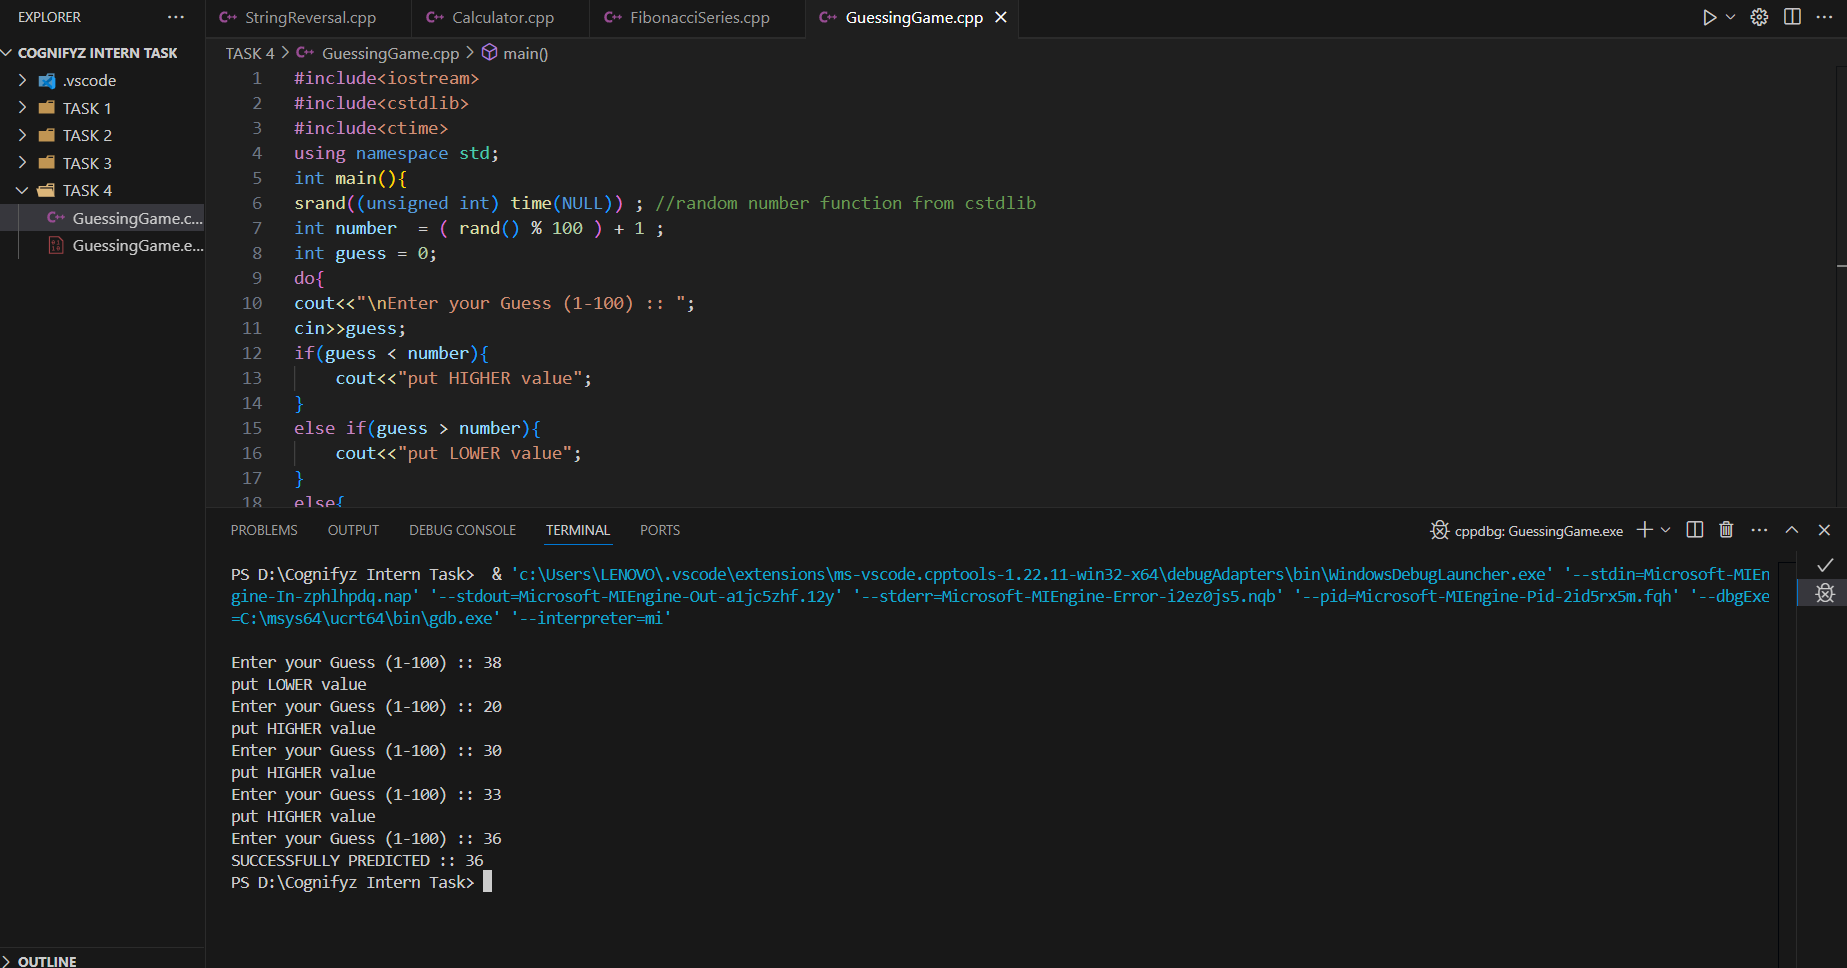 EXPLORER
COGNIFYZ INTERN TASK
.vscode
TASK 1
TASK 2
TASK 3
TASK 4
GuessingGame.c...
GuessingGame.e...
OUTLINE
StringReversal.cpp
Calculator.cpp
FibonacciSeries.cpp
GuessingGame.cpp
TASK 4 > GuessingGame.cpp > main()
1 #include<iostream>
2 #include<cstdlib>
3 #include<ctime>
4 using namespace std;
5 int main(){
6 srand((unsigned int) time(NULL)) ; //random number function from cstdlib
7 int number  = ( rand() % 100 ) + 1 ;
8 int guess = 0;
9 do{
10 cout<<"\nEnter your Guess (1-100) :: ";
11 cin>>guess;
12 if(guess < number){
13     cout<<"put HIGHER value";
14 }
15 else if(guess > number){
16     cout<<"put LOWER value";
17 }
18 else{
PROBLEMS OUTPUT DEBUG CONSOLE TERMINAL PORTS
cppdbg: GuessingGame.exe
PS D:\Cognifyz Intern Task>  & 'c:\Users\LENOVO\.vscode\extensions\ms-vscode.cpptools-1.22.11-win32-x64\debugAdapters\bin\WindowsDebugLauncher.exe' '--stdin=Microsoft-MIEn
gine-In-zphlhpdq.nap' '--stdout=Microsoft-MIEngine-Out-a1jc5zhf.12y' '--stderr=Microsoft-MIEngine-Error-i2ez0js5.nqb' '--pid=Microsoft-MIEngine-Pid-2id5rx5m.fqh' '--dbgExe
=C:\msys64\ucrt64\bin\gdb.exe' '--interpreter=mi'
Enter your Guess (1-100) :: 38
put LOWER value
Enter your Guess (1-100) :: 20
put HIGHER value
Enter your Guess (1-100) :: 30
put HIGHER value
Enter your Guess (1-100) :: 33
put HIGHER value
Enter your Guess (1-100) :: 36
SUCCESSFULLY PREDICTED :: 36
PS D:\Cognifyz Intern Task>